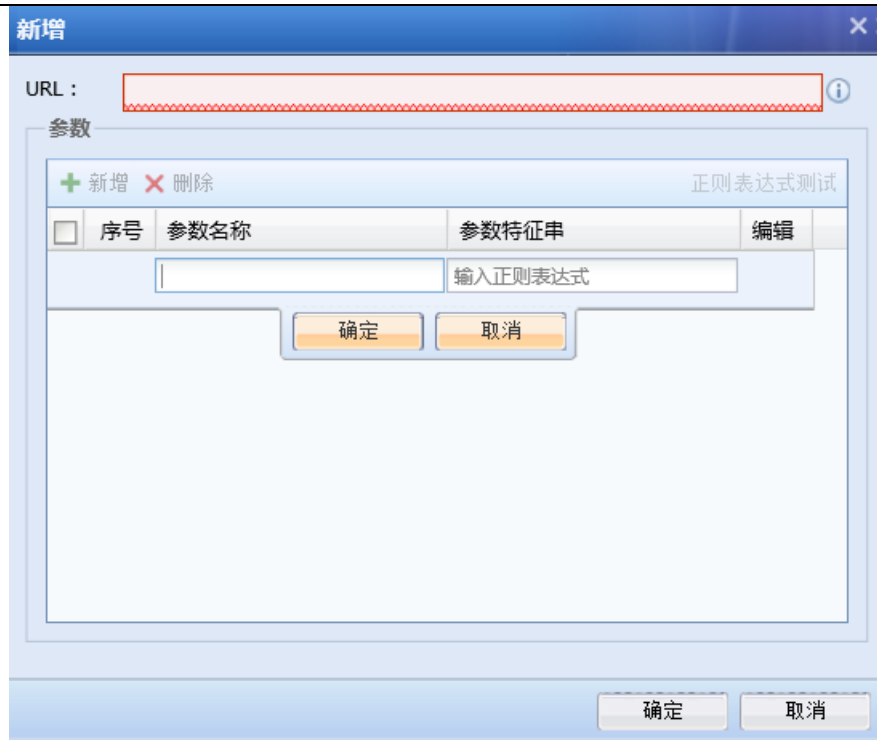 新增
URL：
参数
新增 删除 正则表达式测试
序号 参数名称 参数特征串 编辑
输入正则表达式
确定 取消
确定 取消